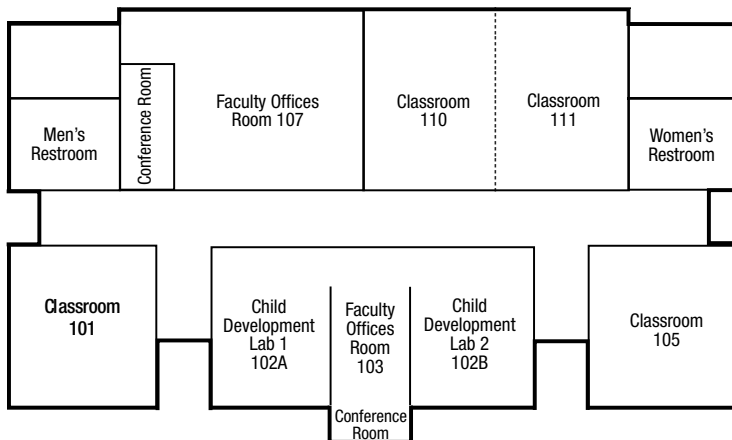 Men's
Restroom
Conference Room
Faculty Offices
Room 107
Classroom
110
Classroom
111
Women's
Restroom
Classroom
101
Child
Development
Lab 1
102A
Faculty
Offices
Room
103
Child
Development
Lab 2
102B
Classroom
105
Conference
Room